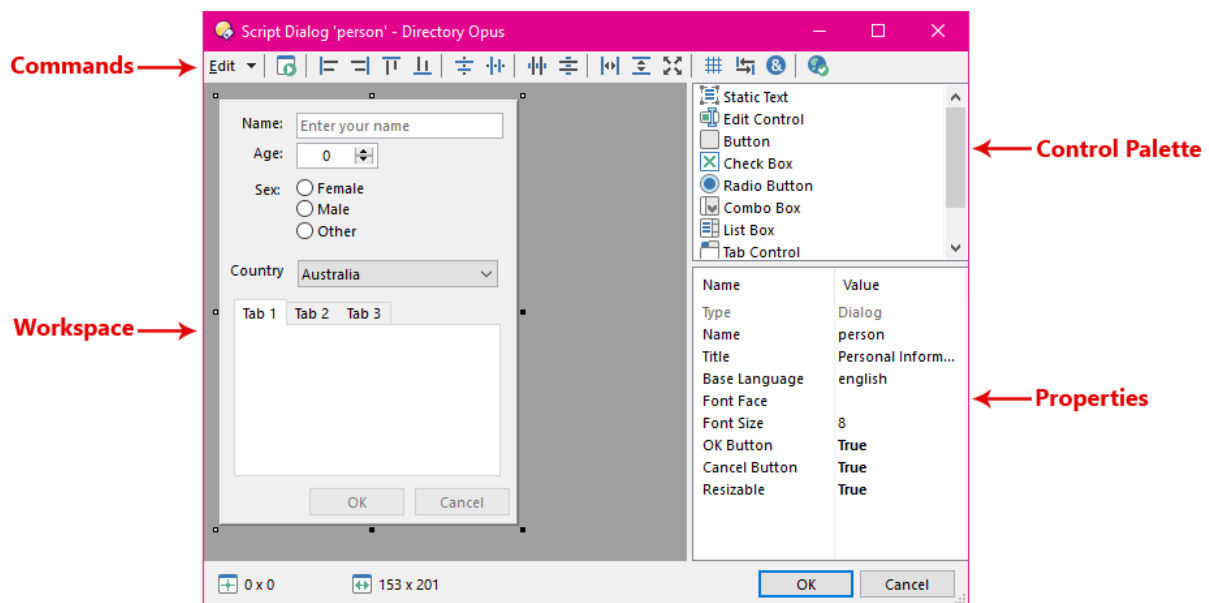 Script Dialog 'person' - Directory Opus
Commands
Edit
&
Static Text
Edit Control
Button
Check Box
Radio Button
Combo Box
List Box
Tab Control
Control Palette
Name: Enter your name
Age: 0
Sex: Female
Male
Other
Country Australia
Tab 1 Tab 2 Tab 3
Workspace
OK Cancel
Name Value
Type Dialog
Name person
Title Personal Inform...
Base Language english
Font Face
Font Size 8
OK Button True
Cancel Button True
Resizable True
Properties
0 x 0 153 x 201
OK Cancel